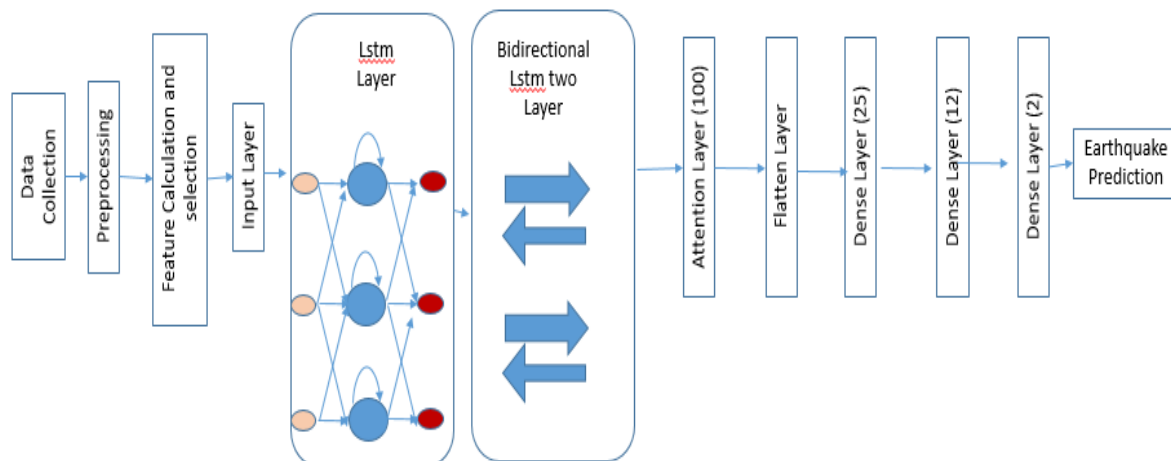 Data
Collection
Preprocessing
Feature Calculation and
selection
Input Layer
Lstm
Layer
Bidirectional
Lstm two
Layer
Attention Layer (100)
Flatten Layer
Dense Layer (25)
Dense Layer (12)
Dense Layer (2)
Earthquake
Prediction